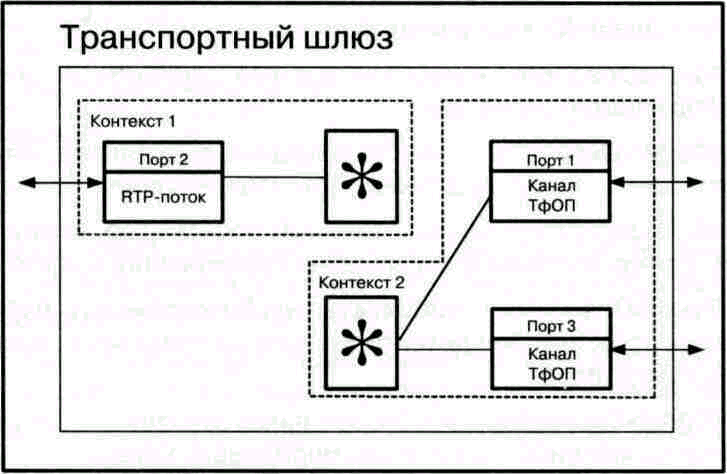 Транспортный шлюз
Контекст 1
Порт 2
RTP-поток
Порт 1
Канал
ТфОП
Контекст 2
Порт 3
Канал
ТфОП